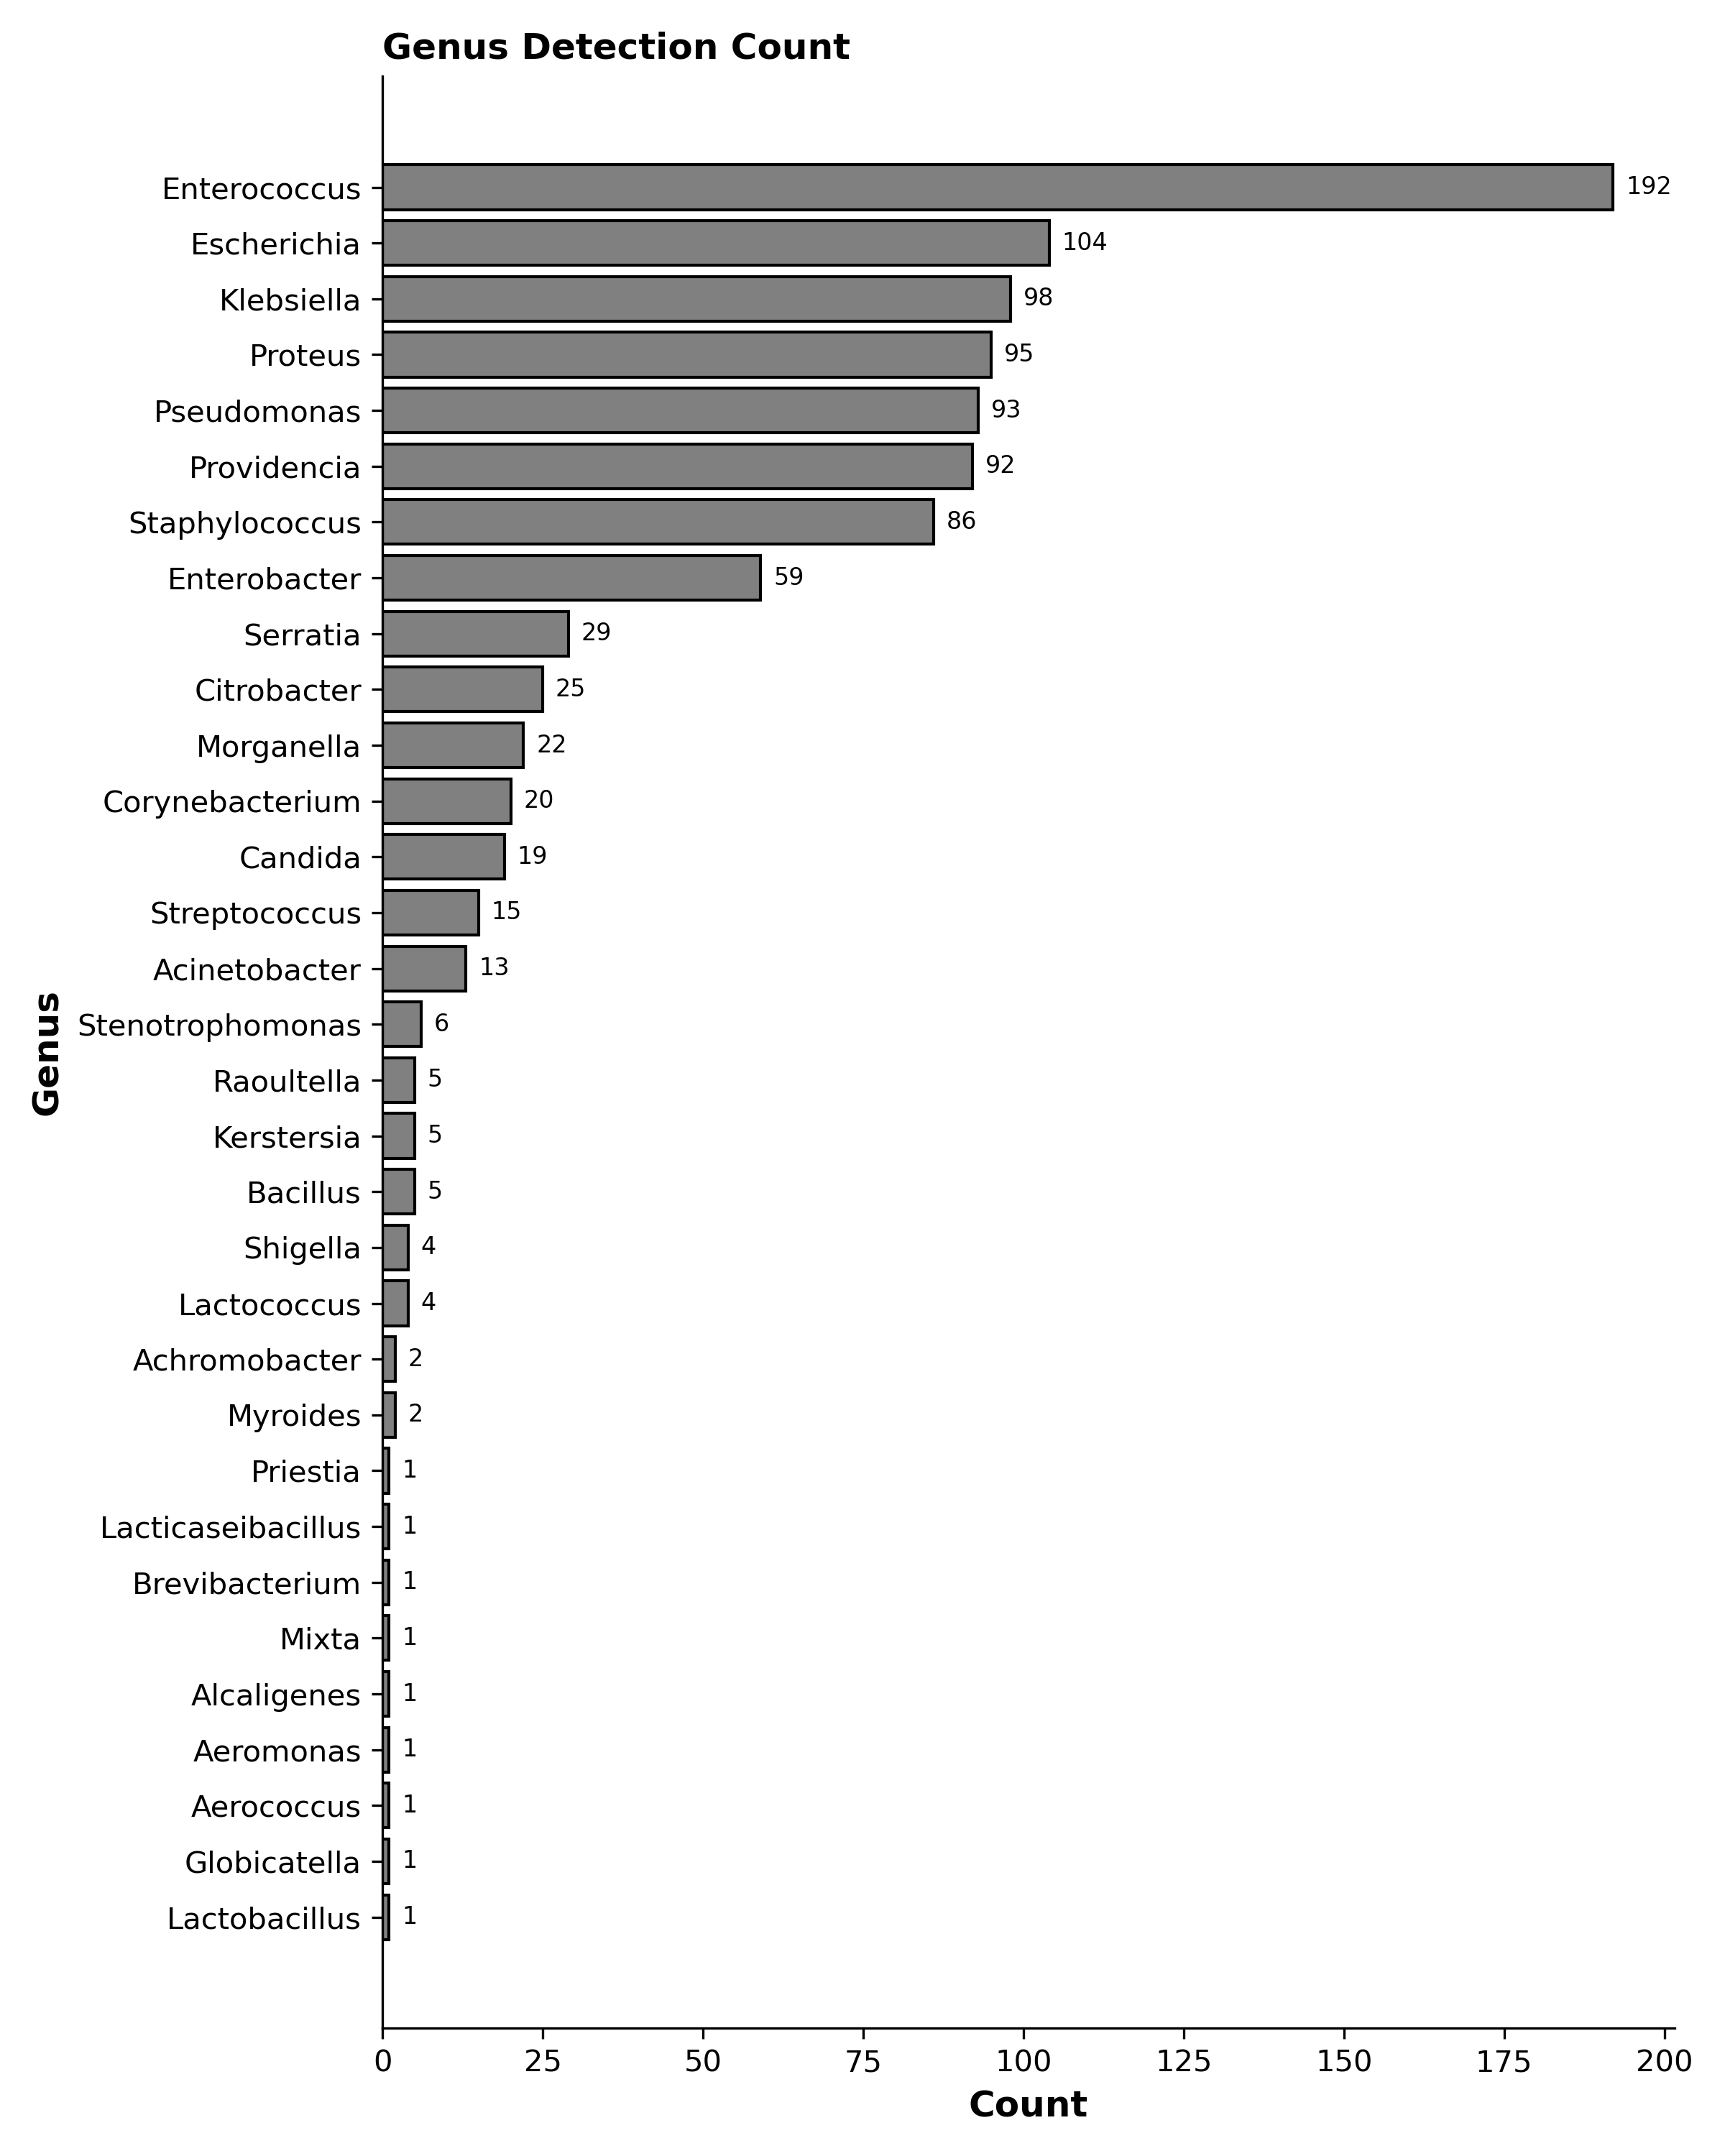 Genus Detection Count
Enterococcus 192
Escherichia 104
Klebsiella 98
Proteus 95
Pseudomonas 93
Providencia 92
Staphylococcus 86
Enterobacter 59
Serratia 29
Citrobacter 25
Morganella 22
Corynebacterium 20
Candida 19
Streptococcus 15
Acinetobacter 13
Stenotrophomonas 6
Raoultella 5
Kerstersia 5
Bacillus 5
Shigella 4
Lactococcus 4
Achromobacter 2
Myroides 2
Priestia 1
Lacticaseibacillus 1
Brevibacterium 1
Mixta 1
Alcaligenes 1
Aeromonas 1
Aerococcus 1
Globicatella 1
Lactobacillus 1
Genus
0 25 50 75 100 125 150 175 200
Count